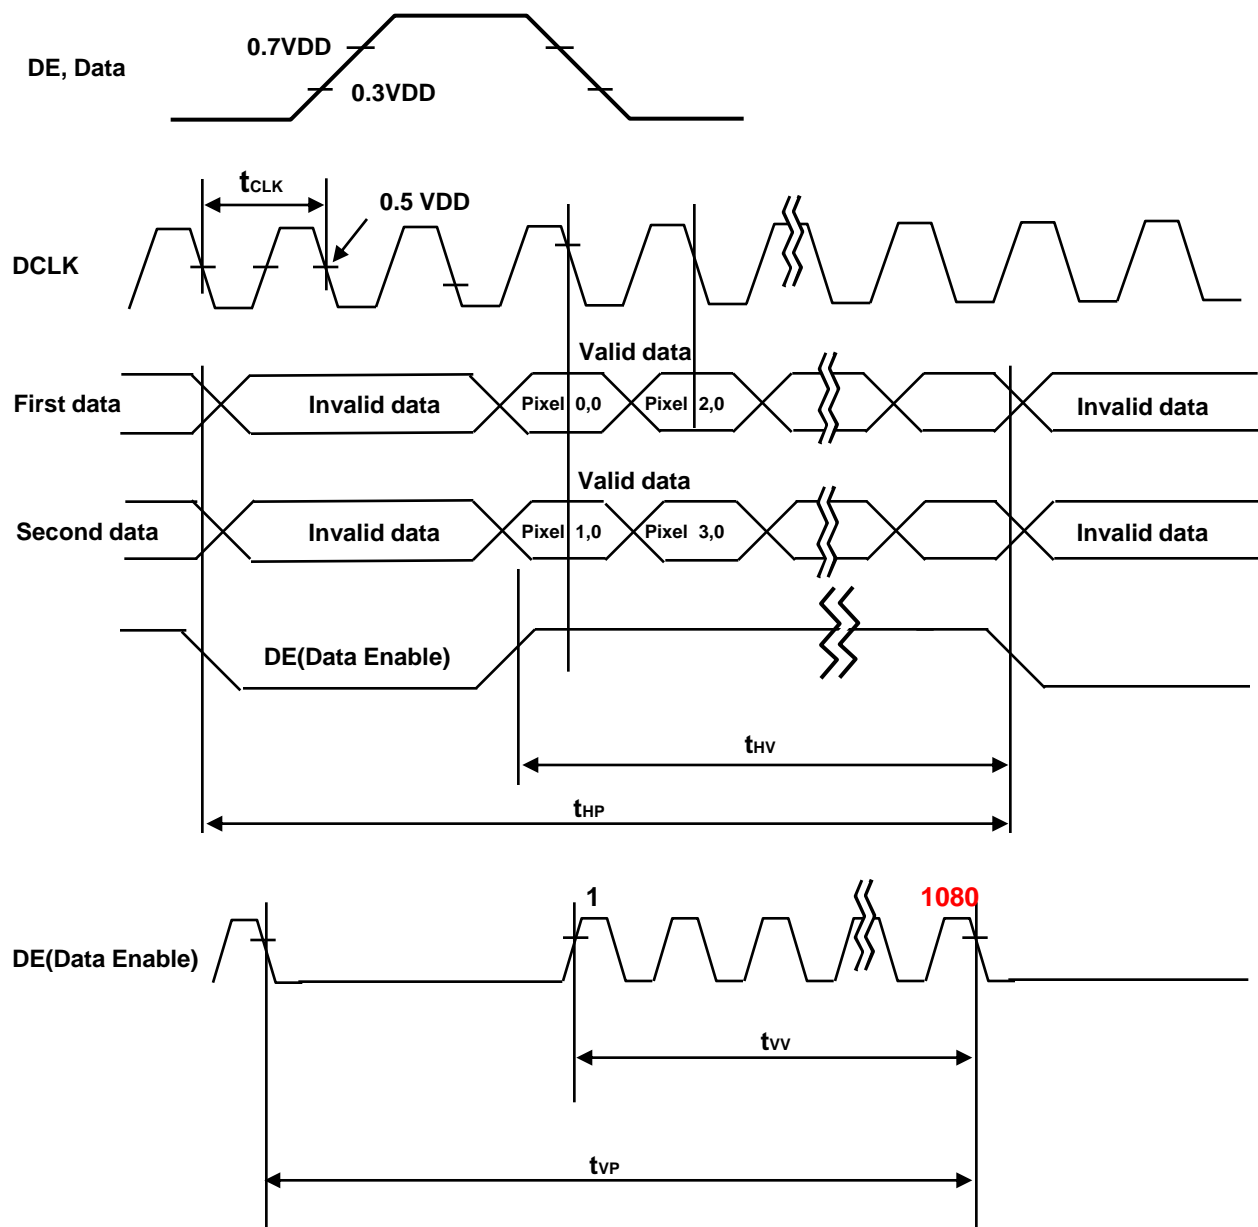 0.7VDD
DE, Data
0.3VDD
tCLK
0.5 VDD
DCLK
Valid data
First data
Invalid data
Pixel 0,0
Pixel 2,0
Invalid data
Valid data
Second data
Invalid data
Pixel 1,0
Pixel 3,0
Invalid data
DE(Data Enable)
tHV
tHP
1
1080
DE(Data Enable)
tVV
tVP